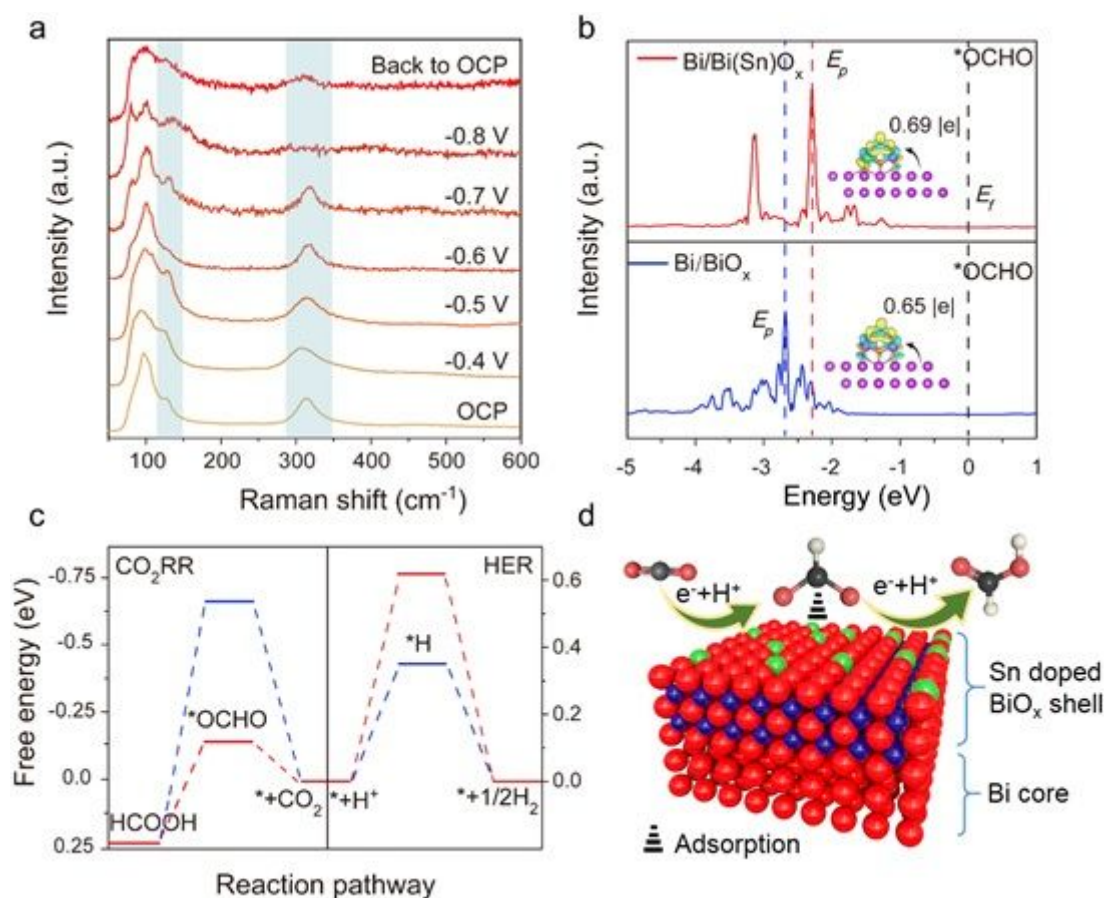 a
Back to OCP
-0.8 V
-0.7 V
-0.6 V
-0.5 V
-0.4 V
OCP
Intensity (a.u.)
100 200 300 400 500 600
Raman shift (cm⁻¹)
b
Bi/Bi(Sn)Oₓ
Eₚ
*OCHO
0.69 |e|
E_f
Bi/BiOₓ
*OCHO
Eₚ
0.65 |e|
Intensity (a.u.)
-5 -4 -3 -2 -1 0 1
Energy (eV)
c
CO₂RR
HER
-0.75
-0.5
-0.25
0.0
0.25
Free energy (eV)
*OCHO
HCOOH
*+CO₂
*H
*+H⁺
*+1/2H₂
0.6
0.4
0.2
0.0
Reaction pathway
d
e⁻+H⁺
e⁻+H⁺
Sn doped
BiOₓ shell
Bi core
Adsorption